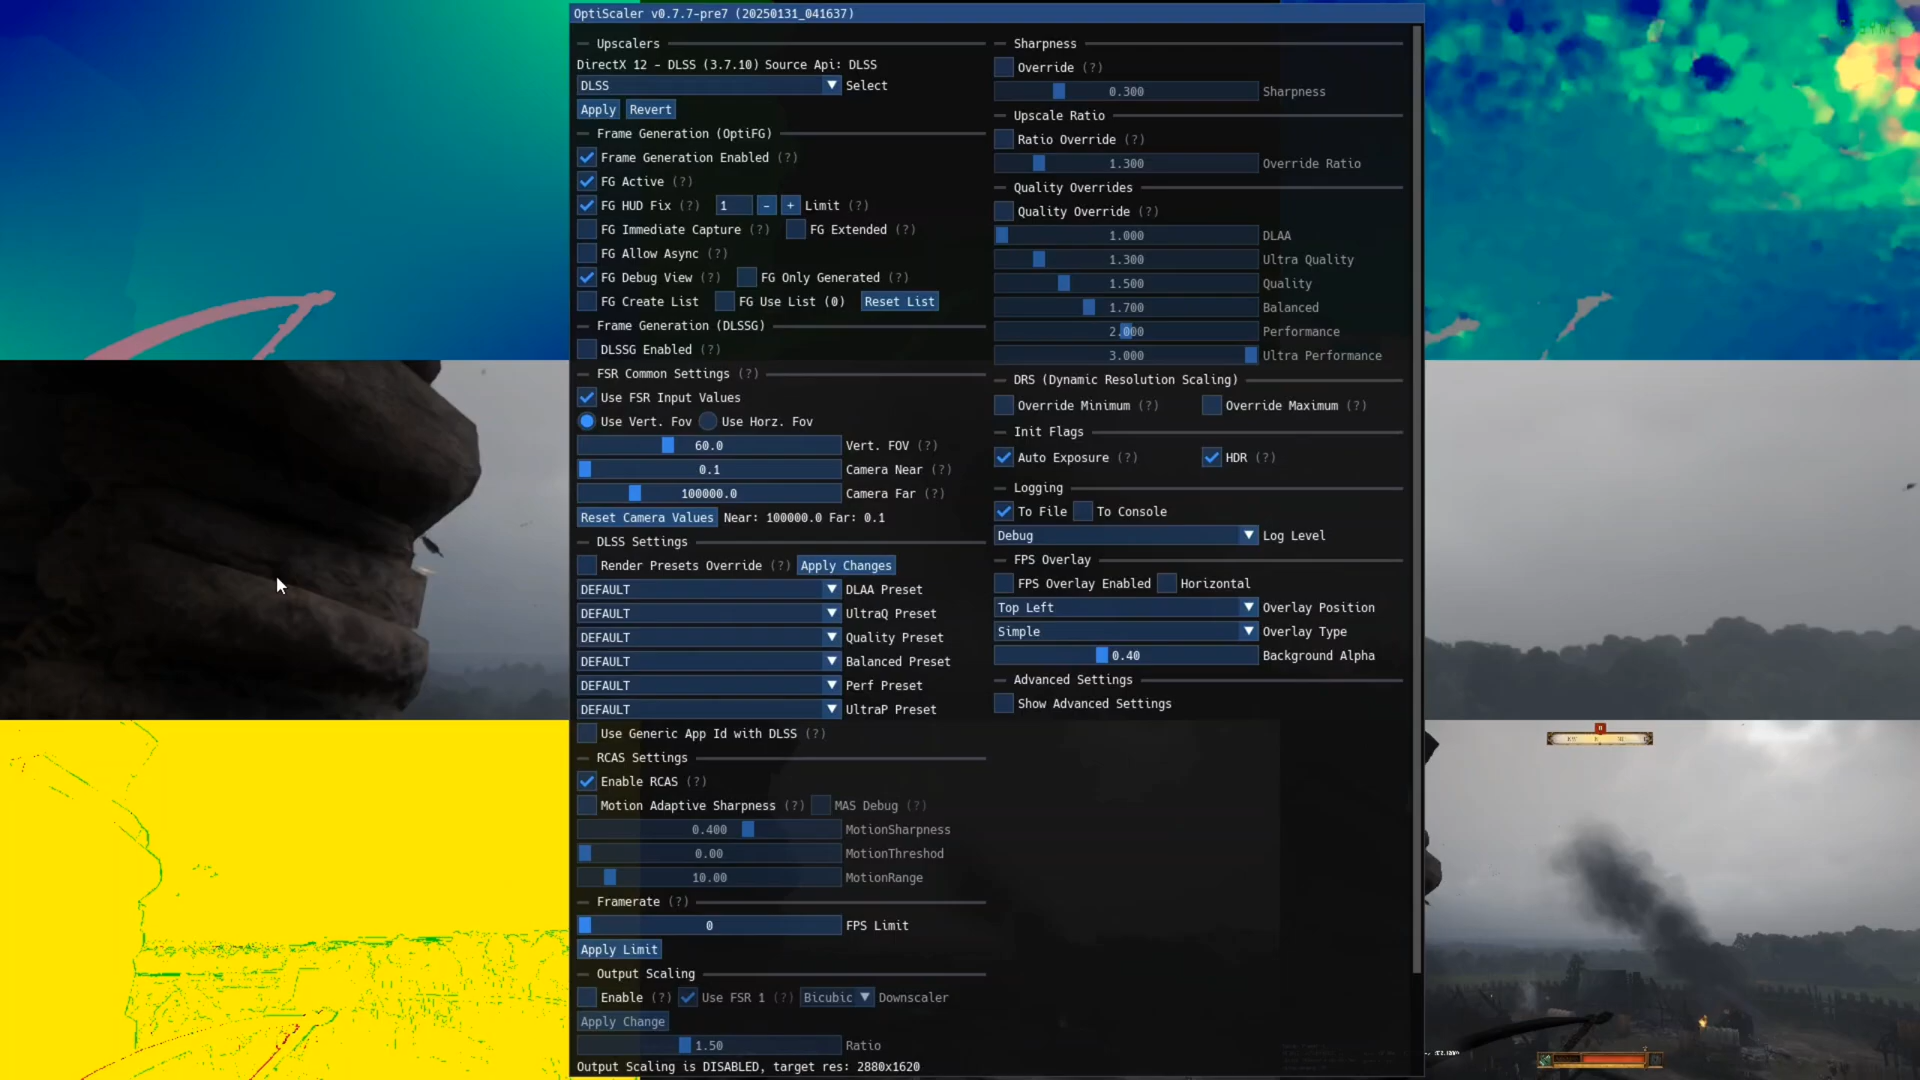 OptiScaler v0.7.7-pre7 (20250131_041637)
Upscalers
DirectX 12 - DLSS (3.7.10) Source Api: DLSS
DLSS Select
Apply Revert
Frame Generation (OptiFG)
Frame Generation Enabled (?)
FG Active (?)
FG HUD Fix (?) 1 - + Limit (?)
FG Immediate Capture (?) FG Extended (?)
FG Allow Async (?)
FG Debug View (?) FG Only Generated (?)
FG Create List FG Use List (0) Reset List
Frame Generation (DLSSG)
DLSSG Enabled (?)
FSR Common Settings (?)
Use FSR Input Values
Use Vert. Fov Use Horz. Fov
60.0 Vert. FOV (?)
0.1 Camera Near (?)
100000.0 Camera Far (?)
Reset Camera Values Near: 100000.0 Far: 0.1
DLSS Settings
Render Presets Override (?) Apply Changes
DEFAULT DLAA Preset
DEFAULT UltraQ Preset
DEFAULT Quality Preset
DEFAULT Balanced Preset
DEFAULT Perf Preset
DEFAULT UltraP Preset
Use Generic App Id with DLSS (?)
RCAS Settings
Enable RCAS (?)
Motion Adaptive Sharpness (?) MAS Debug (?)
0.400 MotionSharpness
0.00 MotionThreshod
10.00 MotionRange
Framerate (?)
0 FPS Limit
Apply Limit
Output Scaling
Enable (?) Use FSR 1 (?) Bicubic Downscaler
Apply Change
1.50 Ratio
Output Scaling is DISABLED, target res: 2880x1620
Sharpness
Override (?)
0.300 Sharpness
Upscale Ratio
Ratio Override (?)
1.300 Override Ratio
Quality Overrides
Quality Override (?)
1.000 DLAA
1.300 Ultra Quality
1.500 Quality
1.700 Balanced
2.000 Performance
3.000 Ultra Performance
DRS (Dynamic Resolution Scaling)
Override Minimum (?) Override Maximum (?)
Init Flags
Auto Exposure (?) HDR (?)
Logging
To File To Console
Debug Log Level
FPS Overlay
FPS Overlay Enabled Horizontal
Top Left Overlay Position
Simple Overlay Type
0.40 Background Alpha
Advanced Settings
Show Advanced Settings